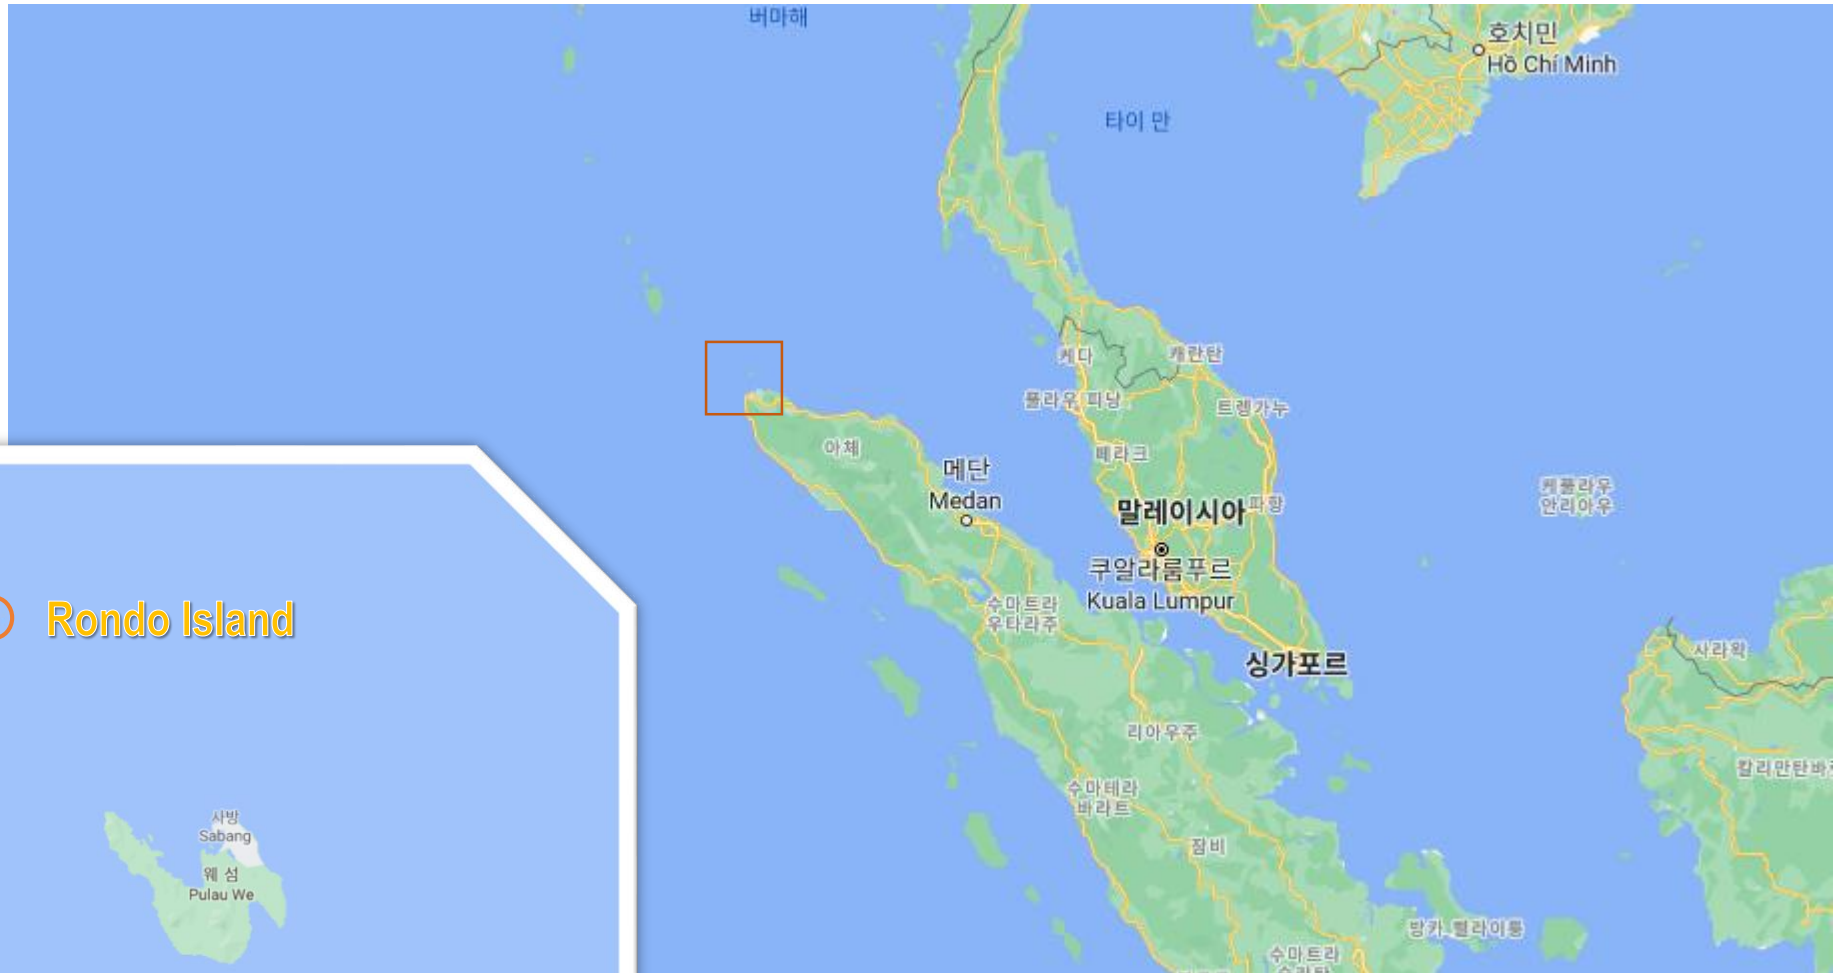 버마해
호치민
Hồ Chí Minh
타이 만
케다
캐란탄
풀라우 피낭
트렝가누
아체
페라크
메단
Medan
말레이시아
파항
케풀라우
안리아우
쿠알라룸푸르
Kuala Lumpur
수마트라
우타라주
Rondo Island
싱가포르
사라왁
리아우주
칼리만탄바
수마테라
바라트
사방
Sabang
잠비
웨 섬
Pulau We
방카 벨라이퉁
수마트라